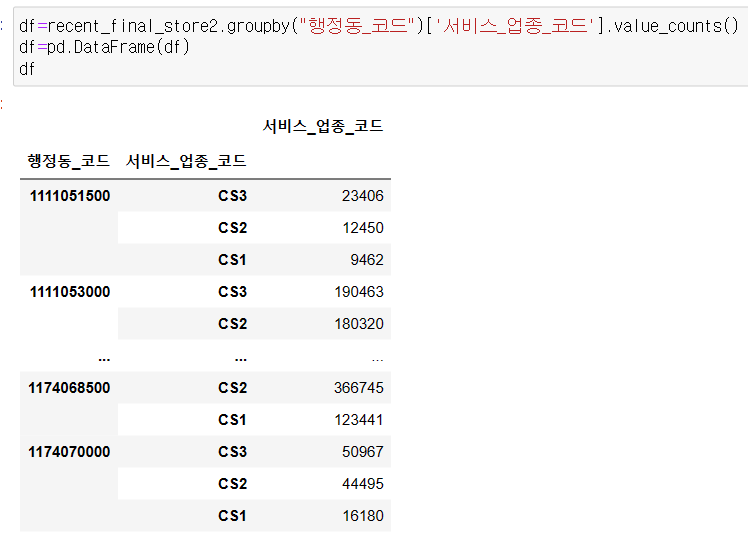 : df=recent_final_store2.groupby("행정동_코드")['서비스_업종_코드'].value_counts()
df=pd.DataFrame(df)
df
:
서비스_업종_코드
행정동_코드 서비스_업종_코드
1111051500 CS3 23406
CS2 12450
CS1 9462
1111053000 CS3 190463
CS2 180320
... ... ...
1174068500 CS2 366745
CS1 123441
1174070000 CS3 50967
CS2 44495
CS1 16180